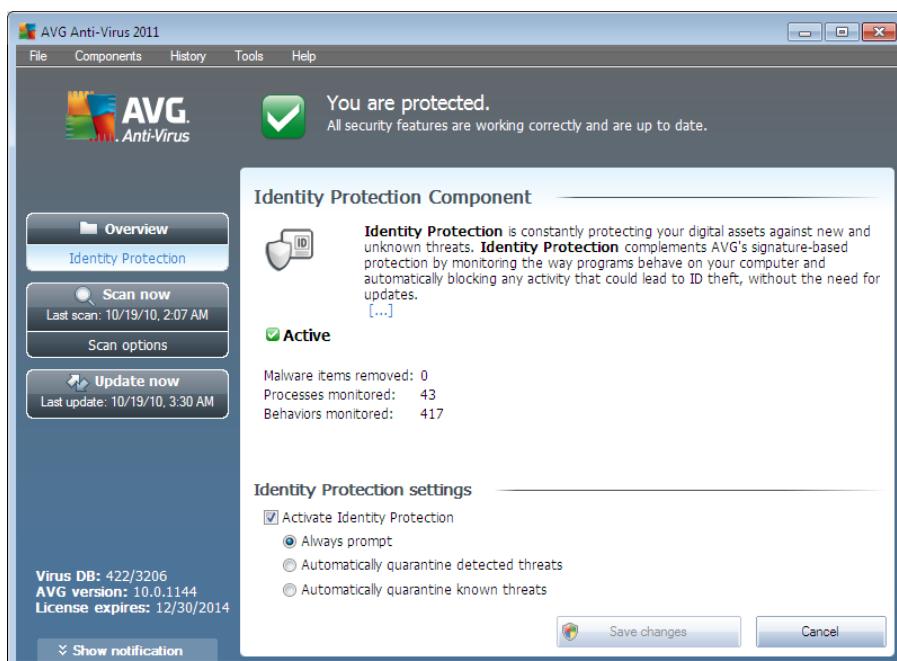 AVG Anti-Virus 2011
File Components History Tools Help
AVG.
Anti-Virus
You are protected.
All security features are working correctly and are up to date.
Overview
Identity Protection
Scan now
Last scan: 10/19/10, 2:07 AM
Scan options
Update now
Last update: 10/19/10, 3:30 AM
Virus DB: 422/3206
AVG version: 10.0.1144
License expires: 12/30/2014
Show notification
Identity Protection Component
ID
Identity Protection is constantly protecting your digital assets against new and
unknown threats. Identity Protection complements AVG's signature-based
protection by monitoring the way programs behave on your computer and
automatically blocking any activity that could lead to ID theft, without the need for
updates.
[...]
Active
Malware items removed: 0
Processes monitored: 43
Behaviors monitored: 417
Identity Protection settings
Activate Identity Protection
Always prompt
Automatically quarantine detected threats
Automatically quarantine known threats
Save changes
Cancel